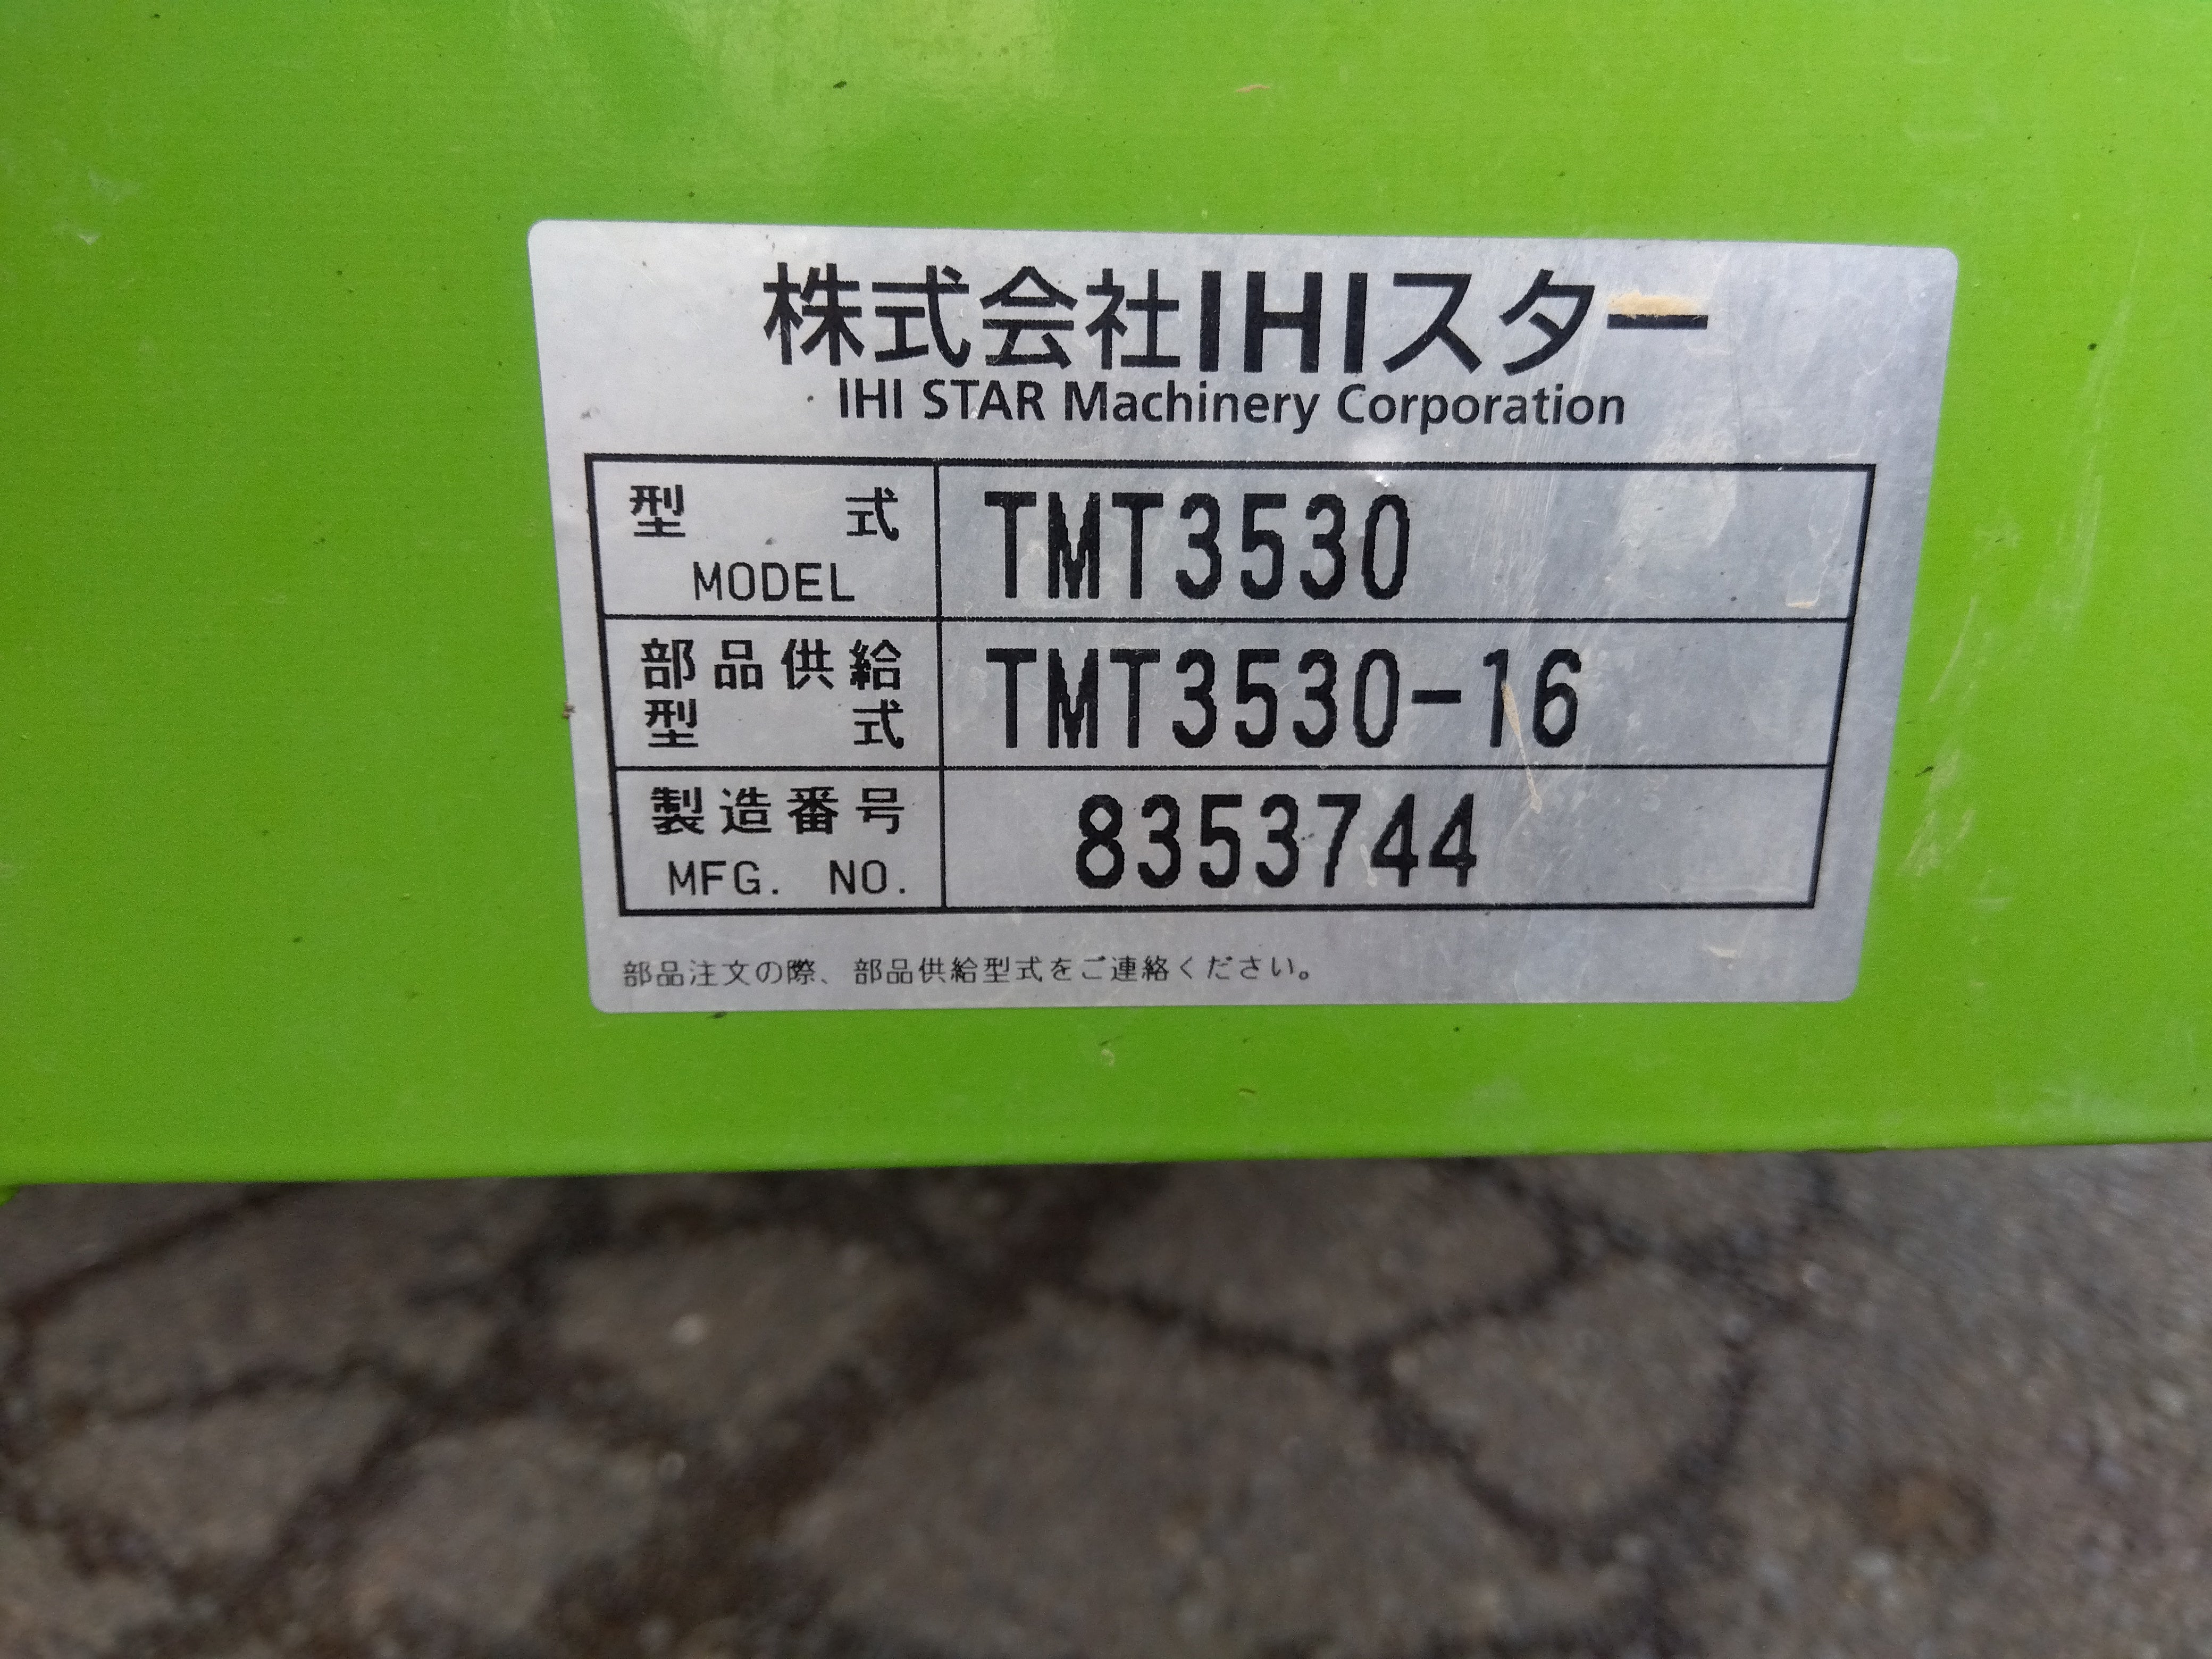 株式会社IHIスター
IHI STAR Machinery Corporation
型式 TMT3530
MODEL
部品供給 TMT3530-16
型式
製造番号 8353744
MFG. NO.
部品注文の際、部品供給型式をご連絡ください。